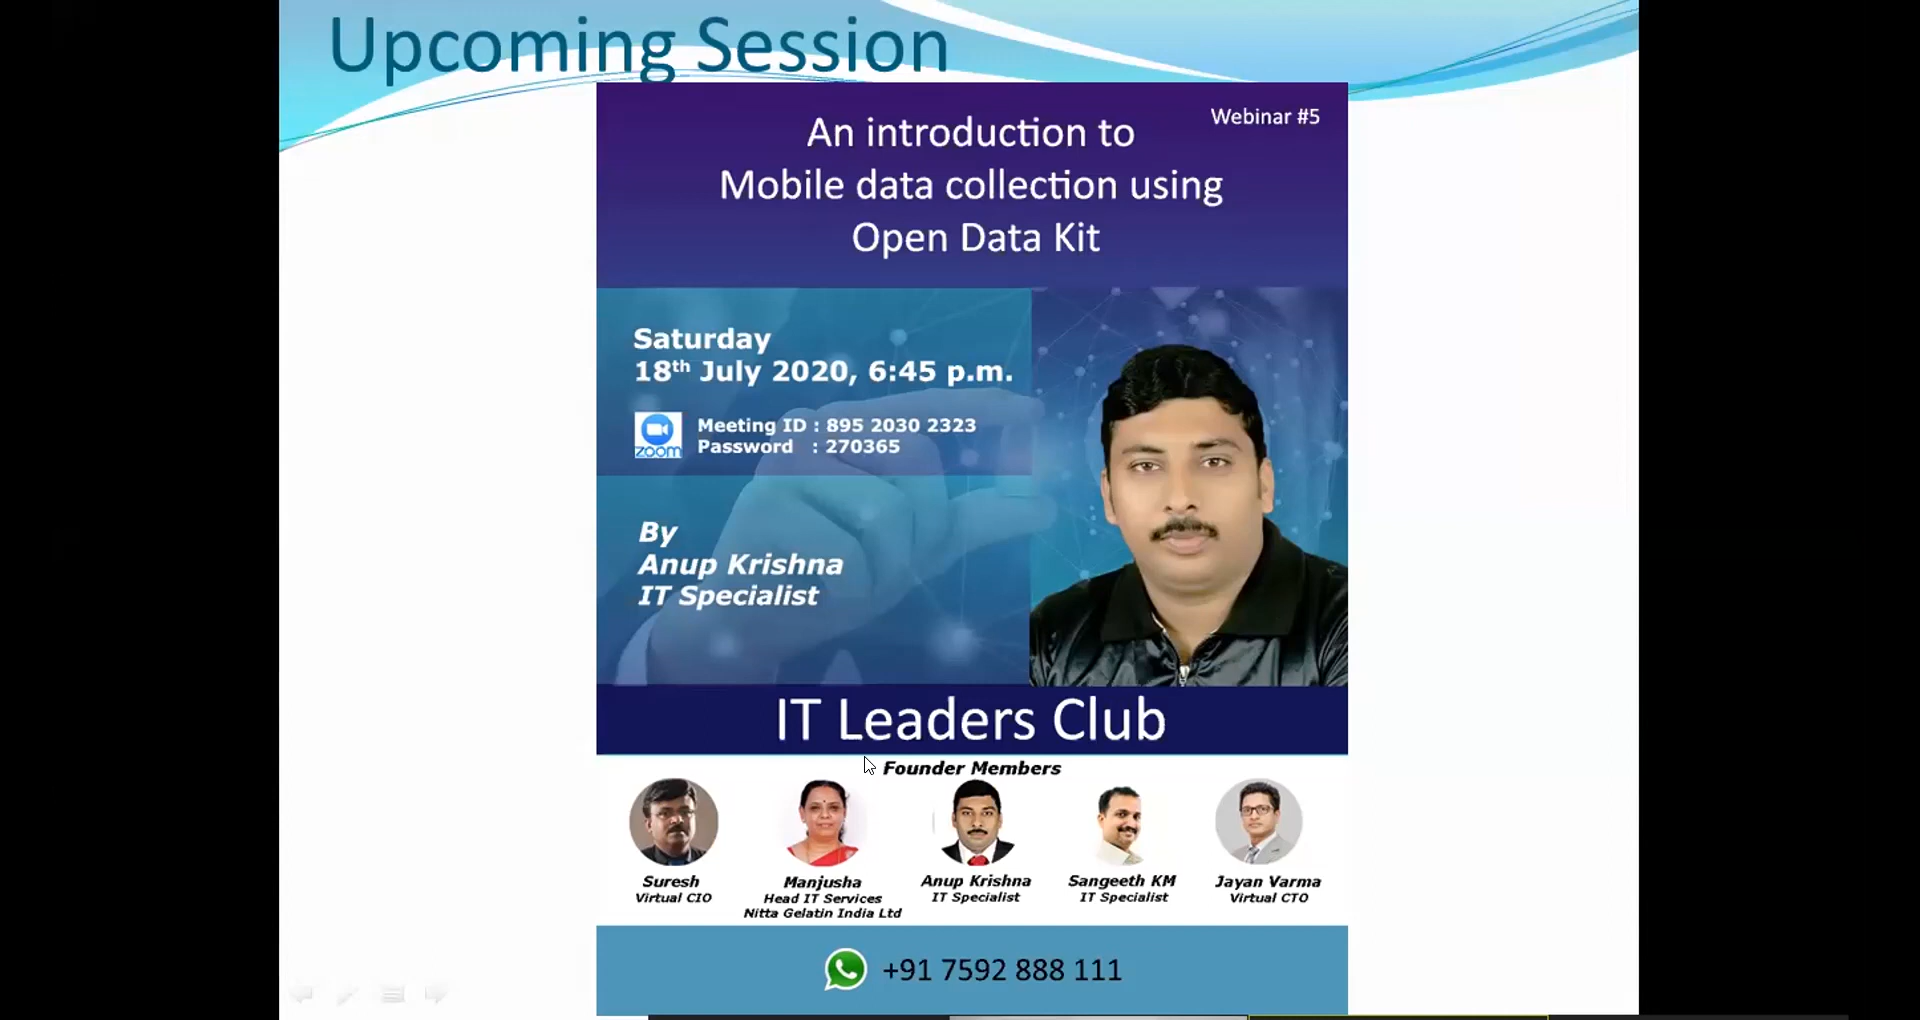 Upcoming Session
Webinar #5
An introduction to
Mobile data collection using
Open Data Kit
Saturday
18th July 2020, 6:45 p.m.
zoom
Meeting ID : 895 2030 2323
Password : 270365
By
Anup Krishna
IT Specialist
IT Leaders Club
Founder Members
Suresh
Virtual CIO
Manjusha
Head IT Services
Nitta Gelatin India Ltd
Anup Krishna
IT Specialist
Sangeeth KM
IT Specialist
Jayan Varma
Virtual CTO
+91 7592 888 111